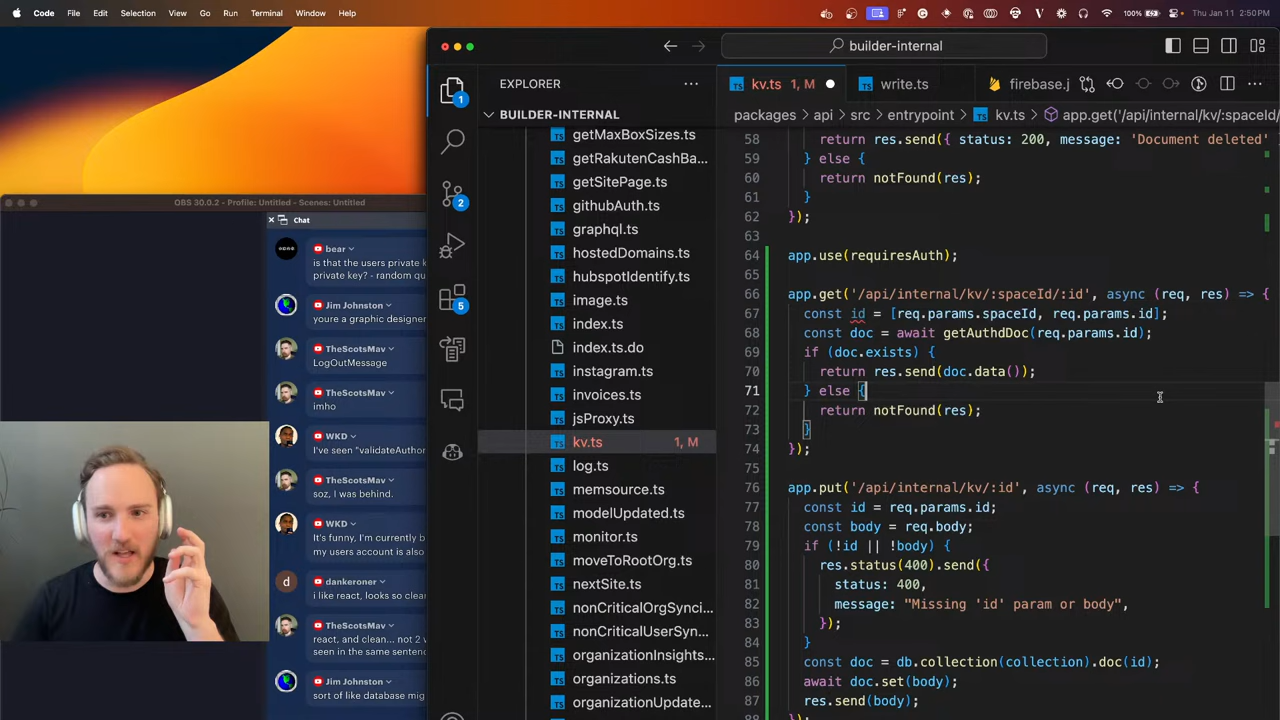 Code File Edit Selection View Go Run Terminal Window Help 100% Thu Jan 11 2:50PM
builder-internal
EXPLORER
kv.ts 1, M
write.ts
firebase.j
BUILDER-INTERNAL
packages api src entrypoint kv.ts app.get('/api/internal/kv/:spaceId/
getMaxBoxSizes.ts
getRakutenCashBa...
getSitePage.ts
githubAuth.ts
graphql.ts
hostedDomains.ts
hubspotIdentify.ts
image.ts
index.ts
index.ts.do
instagram.ts
invoices.ts
jsProxy.ts
kv.ts 1, M
log.ts
memsource.ts
modelUpdated.ts
monitor.ts
moveToRootOrg.ts
nextSite.ts
nonCriticalOrgSynci...
nonCriticalUserSyn...
organizationInsights...
organizations.ts
organizationUpdate...
1
2
5
58 return res.send({ status: 200, message: 'Document deleted'
59 } else {
60 return notFound(res);
61 }
62 });
63
64 app.use(requiresAuth);
65
66 app.get('/api/internal/kv/:spaceId/:id', async (req, res) => {
67 const id = [req.params.spaceId, req.params.id];
68 const doc = await getAuthdDoc(req.params.id);
69 if (doc.exists) {
70 return res.send(doc.data());
71 } else {
72 return notFound(res);
73 }
74 });
75
76 app.put('/api/internal/kv/:id', async (req, res) => {
77 const id = req.params.id;
78 const body = req.body;
79 if (!id || !body) {
80 res.status(400).send({
81 status: 400,
82 message: "Missing 'id' param or body",
83 });
84 }
85 const doc = db.collection(collection).doc(id);
86 await doc.set(body);
87 res.send(body);
88 });
OBS 30.0.2 - Profile: Untitled - Scenes: Untitled
Chat
bear
is that the users private k
private key? - random qu
Jim Johnston
youre a graphic designer
TheScotsMav
LogOutMessage
TheScotsMav
imho
WKD
I've seen "validateAuthor
TheScotsMav
soz, I was behind.
WKD
It's funny, I'm currently b
my users account is also
d dankeroner
i like react, looks so clear
TheScotsMav
react, and clean... not 2 v
seen in the same sentenc
Jim Johnston
sort of like database mig